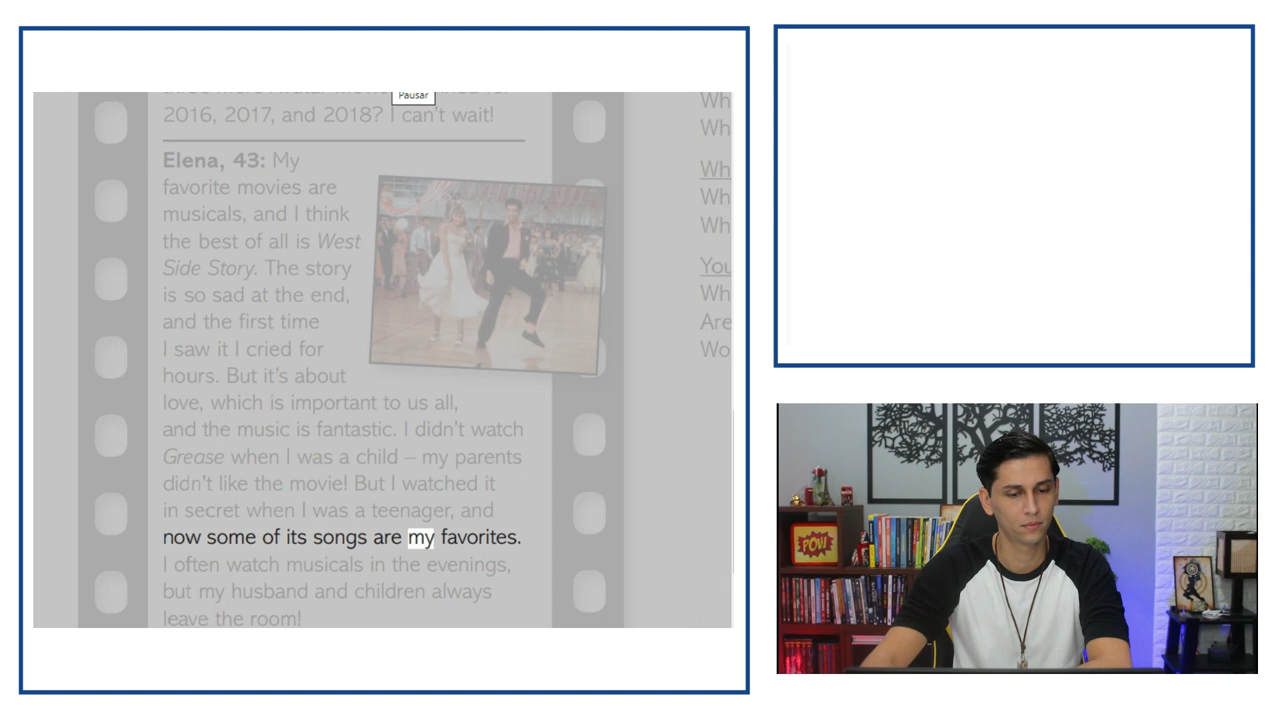 Pausar
2016, 2017, and 2018? I can't wait!
Elena, 43: My
favorite movies are
musicals, and I think
the best of all is West
Side Story. The story
is so sad at the end,
and the first time
I saw it I cried for
hours. But it's about
love, which is important to us all,
and the music is fantastic. I didn't watch
Grease when I was a child – my parents
didn't like the movie! But I watched it
in secret when I was a teenager, and
now some of its songs are my favorites.
I often watch musicals in the evenings,
but my husband and children always
leave the room!
Wh
Wh
Wh
Wh
Wh
You
Wh
Are
Wo
POW!